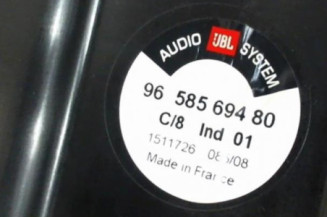 AUDIO JBL SYSTEM
96 585 694 80
C/8 Ind 01
1511726
Made in France